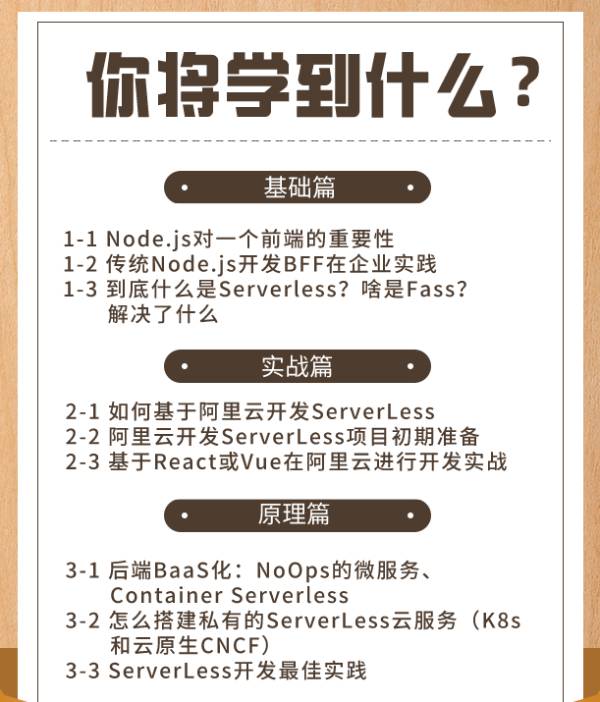 你将学到什么？
基础篇
1-1 Node.js对一个前端的重要性
1-2 传统Node.js开发BFF在企业实践
1-3 到底什么是Serverless？啥是Fass？
解决了什么
实战篇
2-1 如何基于阿里云开发ServerLess
2-2 阿里云开发ServerLess项目初期准备
2-3 基于React或Vue在阿里云进行开发实战
原理篇
3-1 后端BaaS化：NoOps的微服务、
Container Serverless
3-2 怎么搭建私有的ServerLess云服务（K8s
和云原生CNCF）
3-3 ServerLess开发最佳实践